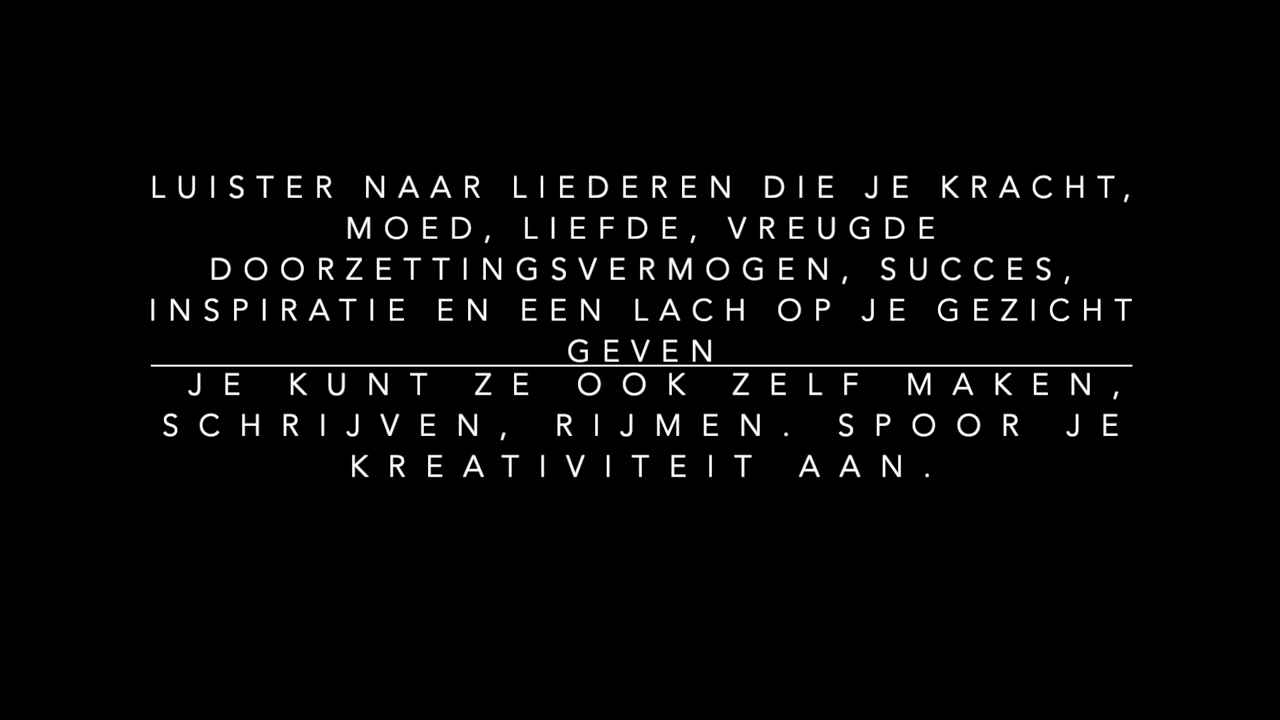 LUISTER NAAR LIEDEREN DIE JE KRACHT,
MOED, LIEFDE, VREUGDE
DOORZETTINGSVERMOGEN, SUCCES,
INSPIRATIE EN EEN LACH OP JE GEZICHT
GEVEN
JE KUNT ZE OOK ZELF MAKEN,
SCHRIJVEN, RIJMEN. SPOOR JE
KREATIVITEIT AAN.